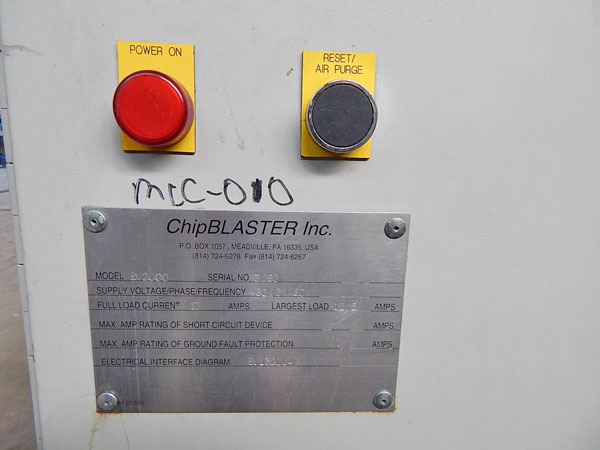 POWER ON
RESET/
AIR PURGE
MCC-010
ChipBLASTER Inc.
P.O. BOX 1057, MEADVILLE, PA 16335, USA
(814) 724-6278 Fax (814) 724-6287
MODEL SERIAL NO.
SUPPLY VOLTAGE/PHASE/FREQUENCY
FULL LOAD CURRENT AMPS LARGEST LOAD AMPS
MAX. AMP RATING OF SHORT CIRCUIT DEVICE AMPS
MAX. AMP RATING OF GROUND FAULT PROTECTION AMPS
ELECTRICAL INTERFACE DIAGRAM